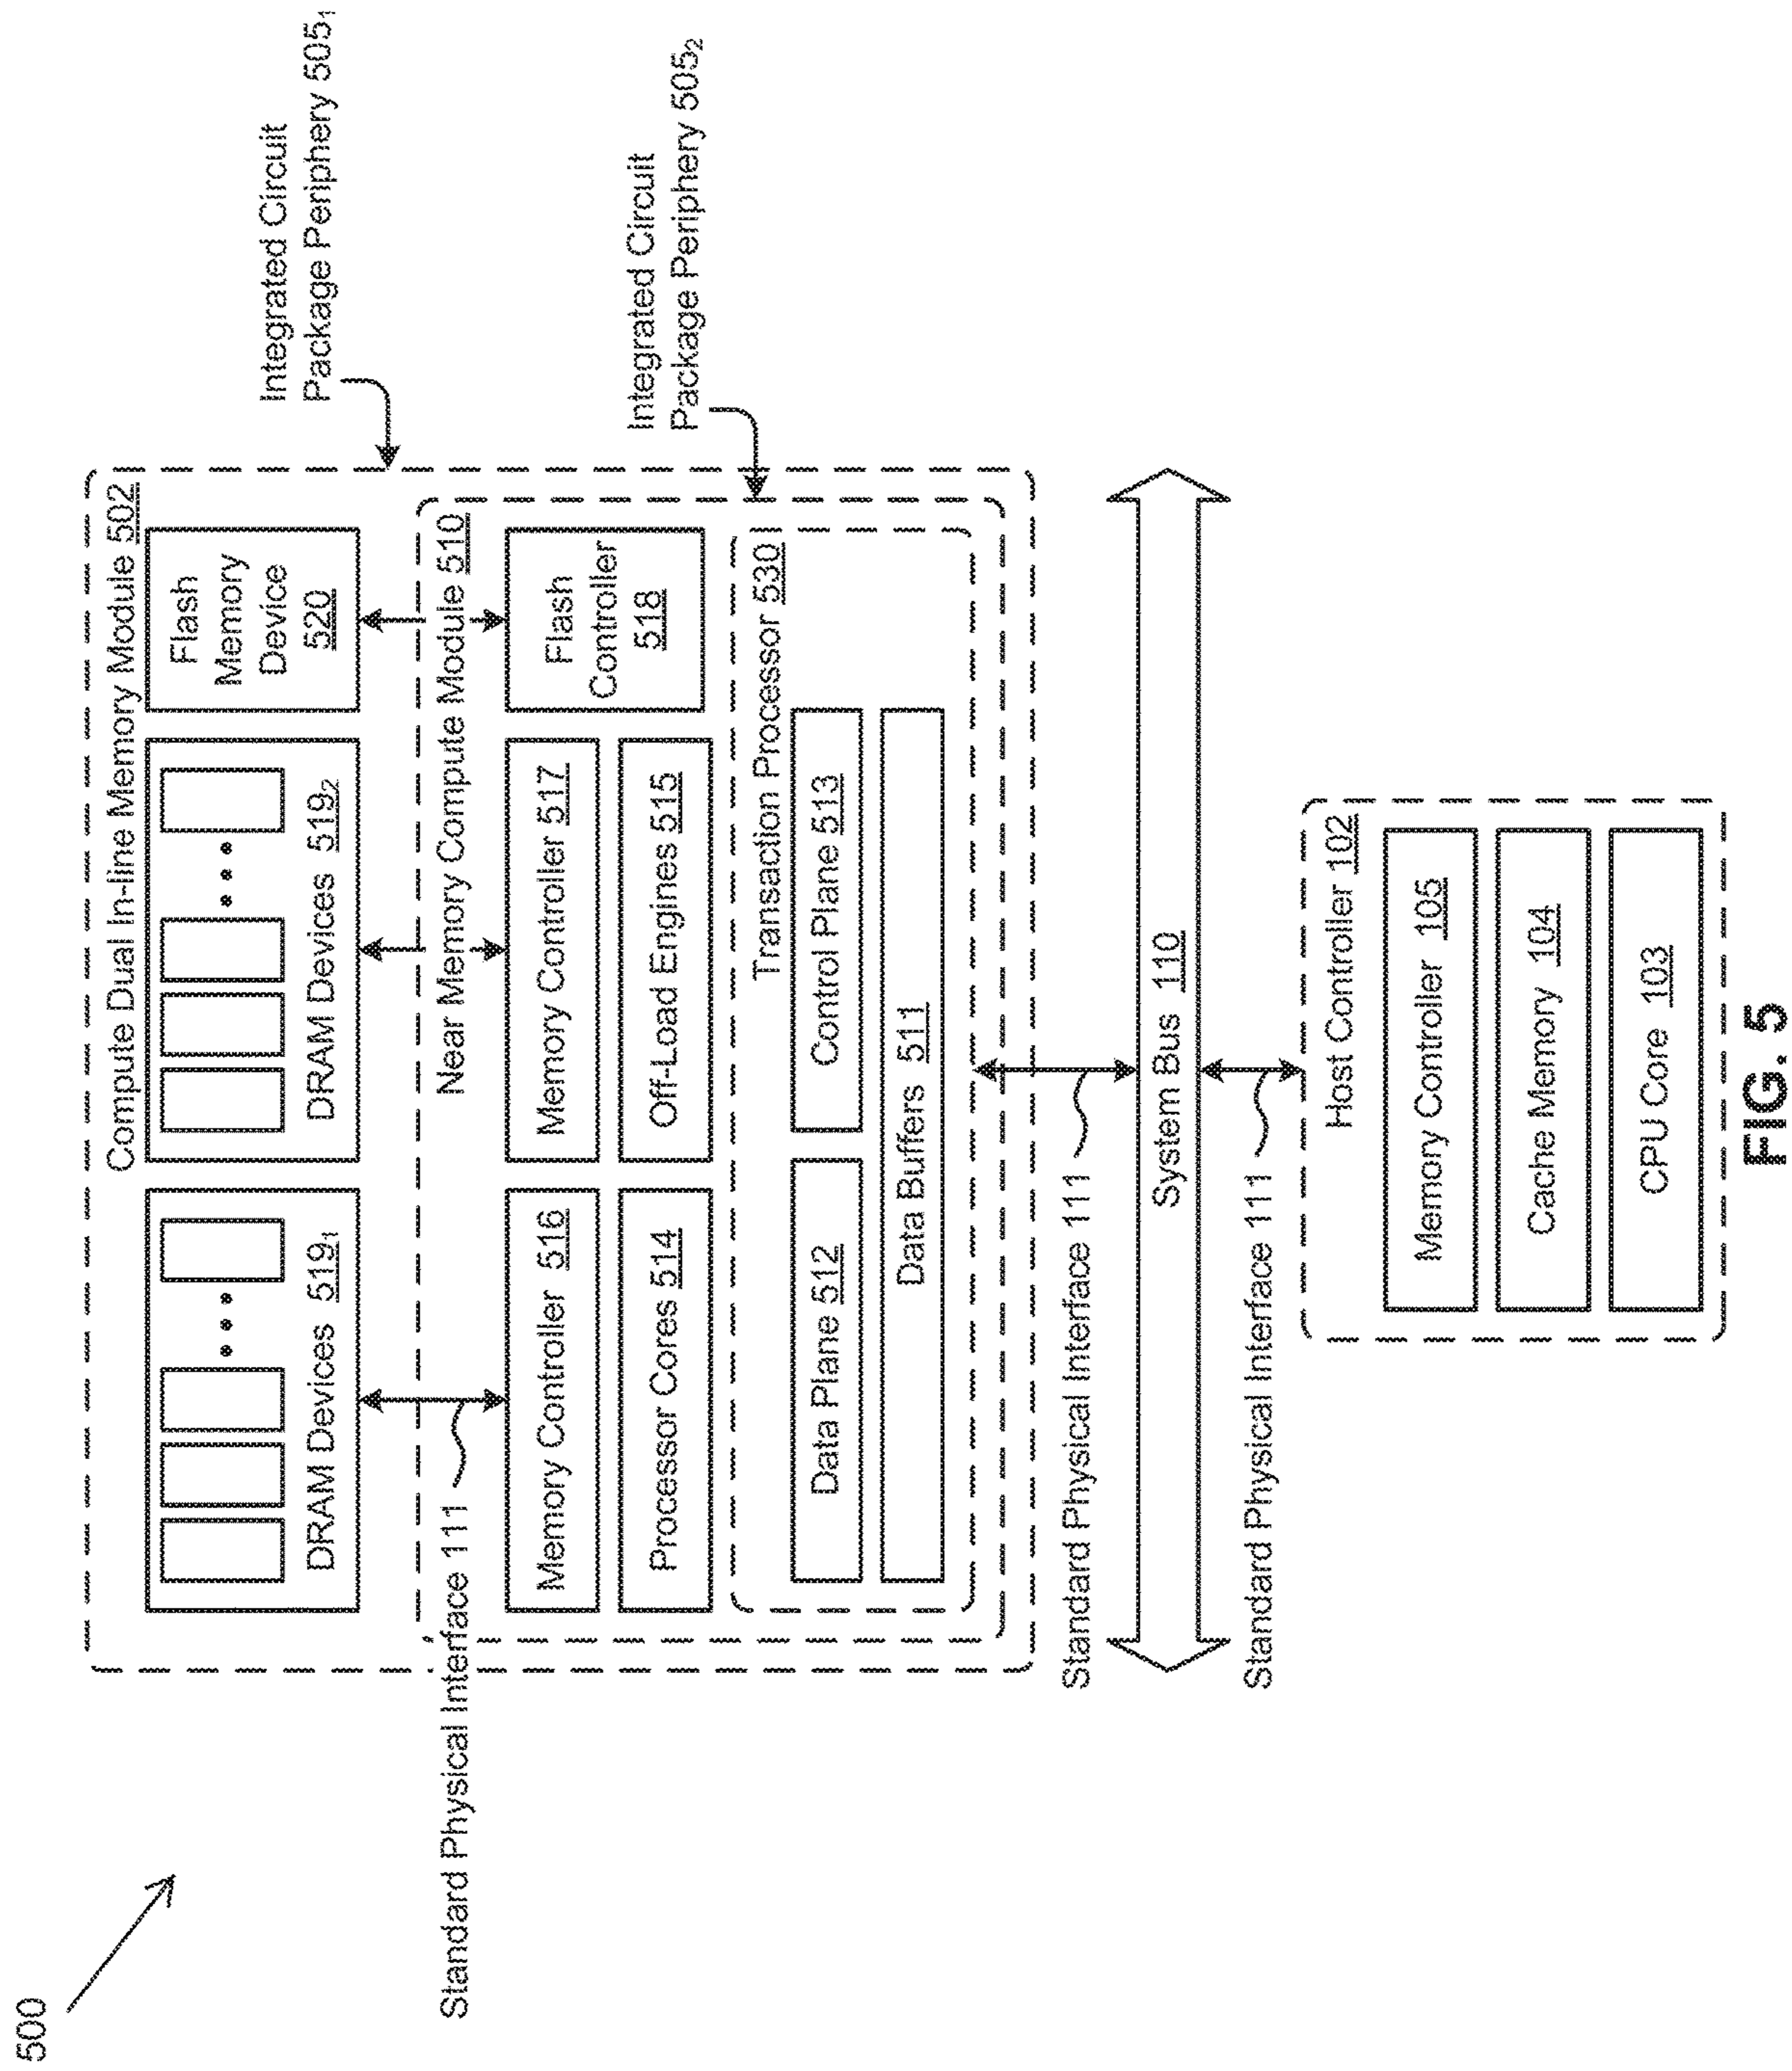 500
Integrated Circuit
Package Periphery 505₁
Integrated Circuit
Package Periphery 505₂
Compute Dual In-line Memory Module 502
DRAM Devices 519₁
DRAM Devices 519₂
Flash
Memory
Device
520
Standard Physical Interface 111
Near Memory Compute Module 510
Memory Controller 516
Memory Controller 517
Flash
Controller
518
Processor Cores 514
Off-Load Engines 515
Transaction Processor 530
Data Plane 512
Control Plane 513
Data Buffers 511
Standard Physical Interface 111
System Bus 110
Standard Physical Interface 111
Host Controller 102
Memory Controller 105
Cache Memory 104
CPU Core 103
FIG. 5